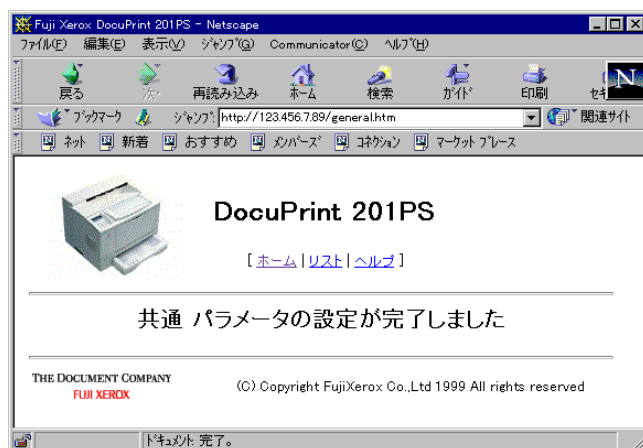 Fuji Xerox DocuPrint 201PS - Netscape
ファイル(F) 編集(E) 表示(V) ジャンプ(G) Communicator(C) ヘルプ(H)
戻る 次へ 再読み込み ホーム 検索 ガイド 印刷 セキ
N
ブックマーク ジャンプ: http://123.456.7.89/general.htm 関連サイト
ネット 新着 おすすめ メンバーズ コネクション マーケットプレース
DocuPrint 201PS
[ ホーム | リスト | ヘルプ ]
共通 パラメータの設定が完了しました
THE DOCUMENT COMPANY
FUJI XEROX
(C) Copyright FujiXerox Co.,Ltd 1999 All rights reserved
ドキュメント: 完了。